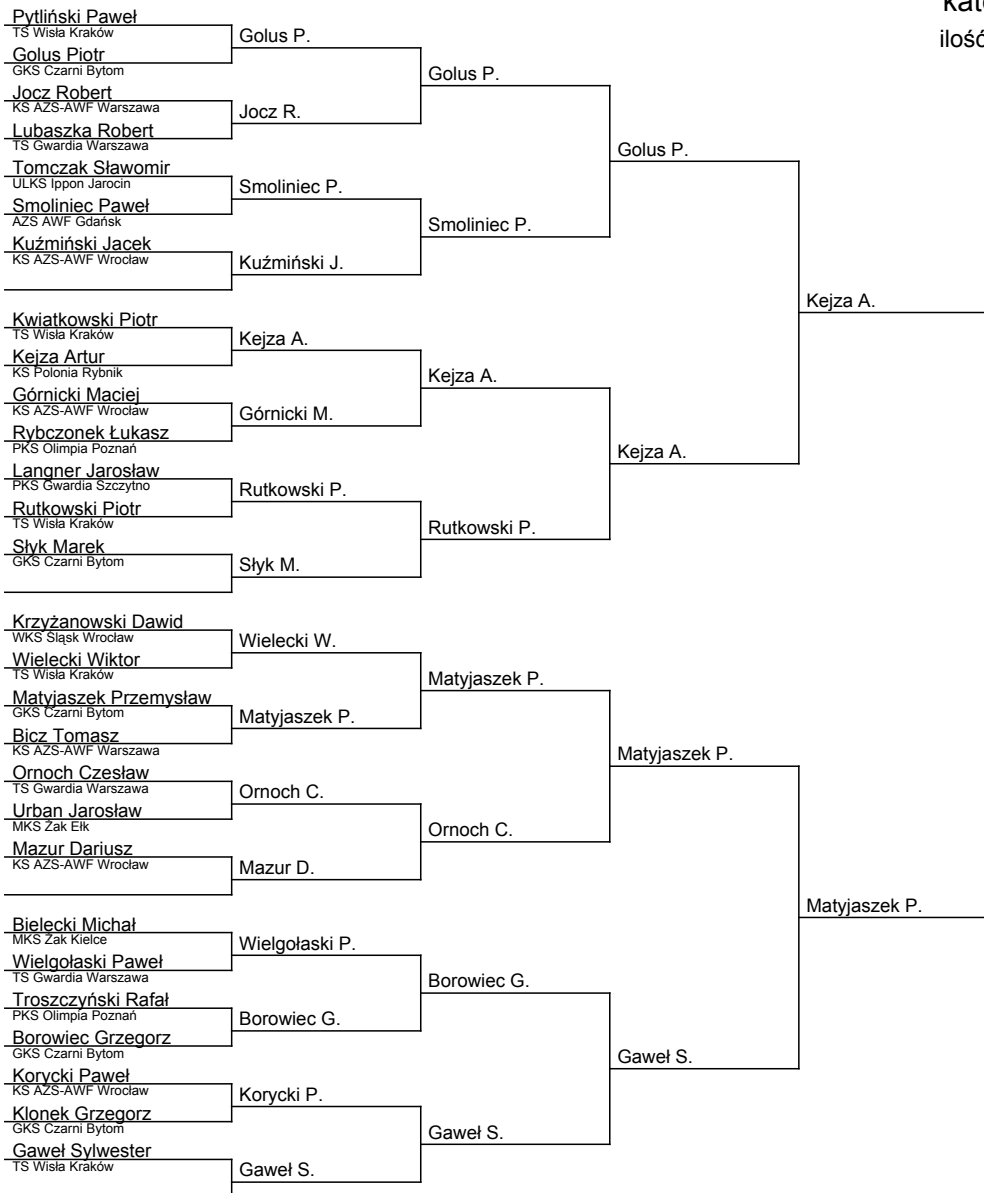 kat
ilość
Pytliński Paweł
TS Wisła Kraków
Golus Piotr
GKS Czarni Bytom
Jocz Robert
KS AZS-AWF Warszawa
Lubaszka Robert
TS Gwardia Warszawa
Tomczak Sławomir
ULKS Ippon Jarocin
Smoliniec Paweł
AZS AWF Gdańsk
Kuźmiński Jacek
KS AZS-AWF Wrocław
Kwiatkowski Piotr
TS Wisła Kraków
Kejza Artur
KS Polonia Rybnik
Górnicki Maciej
KS AZS-AWF Wrocław
Rybczonek Łukasz
PKS Olimpia Poznań
Langner Jarosław
PKS Gwardia Szczytno
Rutkowski Piotr
TS Wisła Kraków
Słyk Marek
GKS Czarni Bytom
Krzyżanowski Dawid
WKS Śląsk Wrocław
Wielecki Wiktor
TS Wisła Kraków
Matyjaszek Przemysław
GKS Czarni Bytom
Bicz Tomasz
KS AZS-AWF Warszawa
Ornoch Czesław
TS Gwardia Warszawa
Urban Jarosław
MKS Żak Ełk
Mazur Dariusz
KS AZS-AWF Wrocław
Bielecki Michał
MKS Żak Kielce
Wielgołaski Paweł
TS Gwardia Warszawa
Troszczyński Rafał
PKS Olimpia Poznań
Borowiec Grzegorz
GKS Czarni Bytom
Korycki Paweł
KS AZS-AWF Wrocław
Klonek Grzegorz
GKS Czarni Bytom
Gaweł Sylwester
TS Wisła Kraków
Golus P.
Jocz R.
Smoliniec P.
Kuźmiński J.
Kejza A.
Górnicki M.
Rutkowski P.
Słyk M.
Wielecki W.
Matyjaszek P.
Ornoch C.
Mazur D.
Wielgołaski P.
Borowiec G.
Korycki P.
Gaweł S.
Golus P.
Smoliniec P.
Kejza A.
Rutkowski P.
Matyjaszek P.
Ornoch C.
Borowiec G.
Gaweł S.
Golus P.
Kejza A.
Matyjaszek P.
Gaweł S.
Kejza A.
Matyjaszek P.